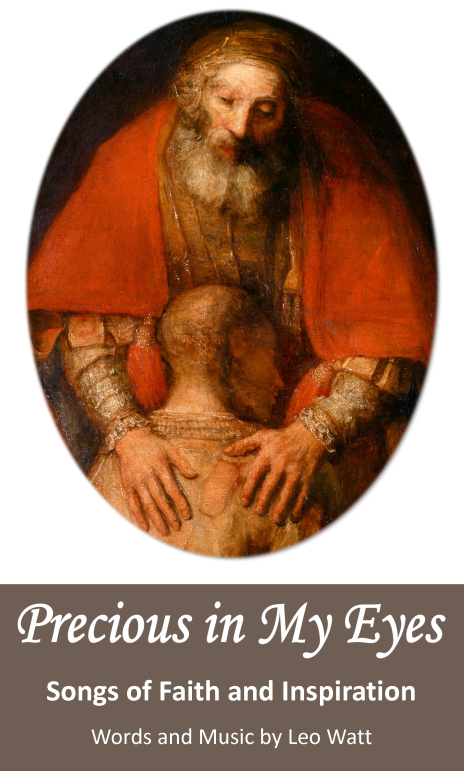 Precious in My Eyes
Songs of Faith and Inspiration
Words and Music by Leo Watt